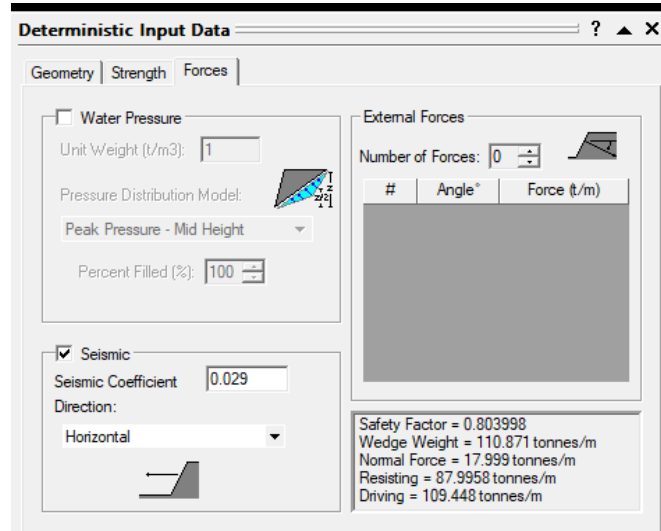 Deterministic Input Data ? 
Geometry Strength Forces
Water Pressure
Unit Weight (t/m3): 1
Pressure Distribution Model:
z
z/2
Peak Pressure - Mid Height
Percent Filled (%): 100
Seismic
Seismic Coefficient 0.029
Direction:
Horizontal
External Forces
Number of Forces: 0
# Angle° Force (t/m)
Safety Factor = 0.803998
Wedge Weight = 110.871 tonnes/m
Normal Force = 17.999 tonnes/m
Resisting = 87.9958 tonnes/m
Driving = 109.448 tonnes/m